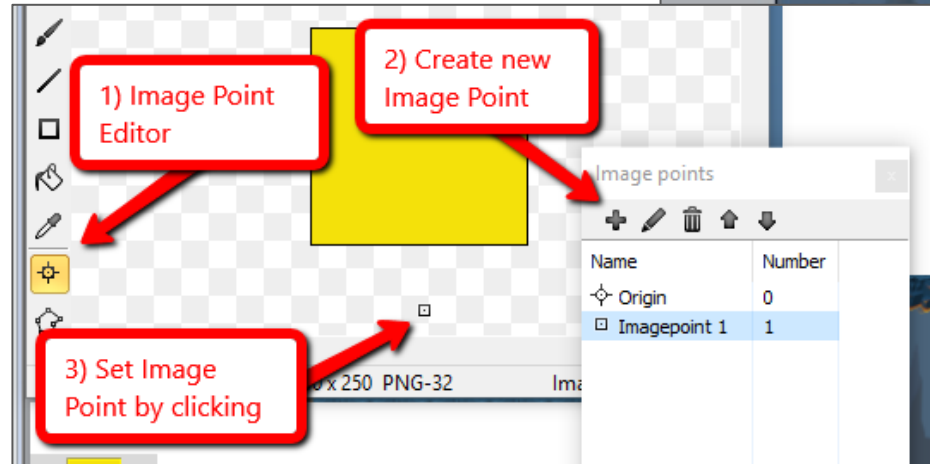 2) Create new
Image Point
1) Image Point
Editor
Image points
Name Number
Origin 0
Imagepoint 1 1
3) Set Image
Point by clicking
x 250 PNG-32